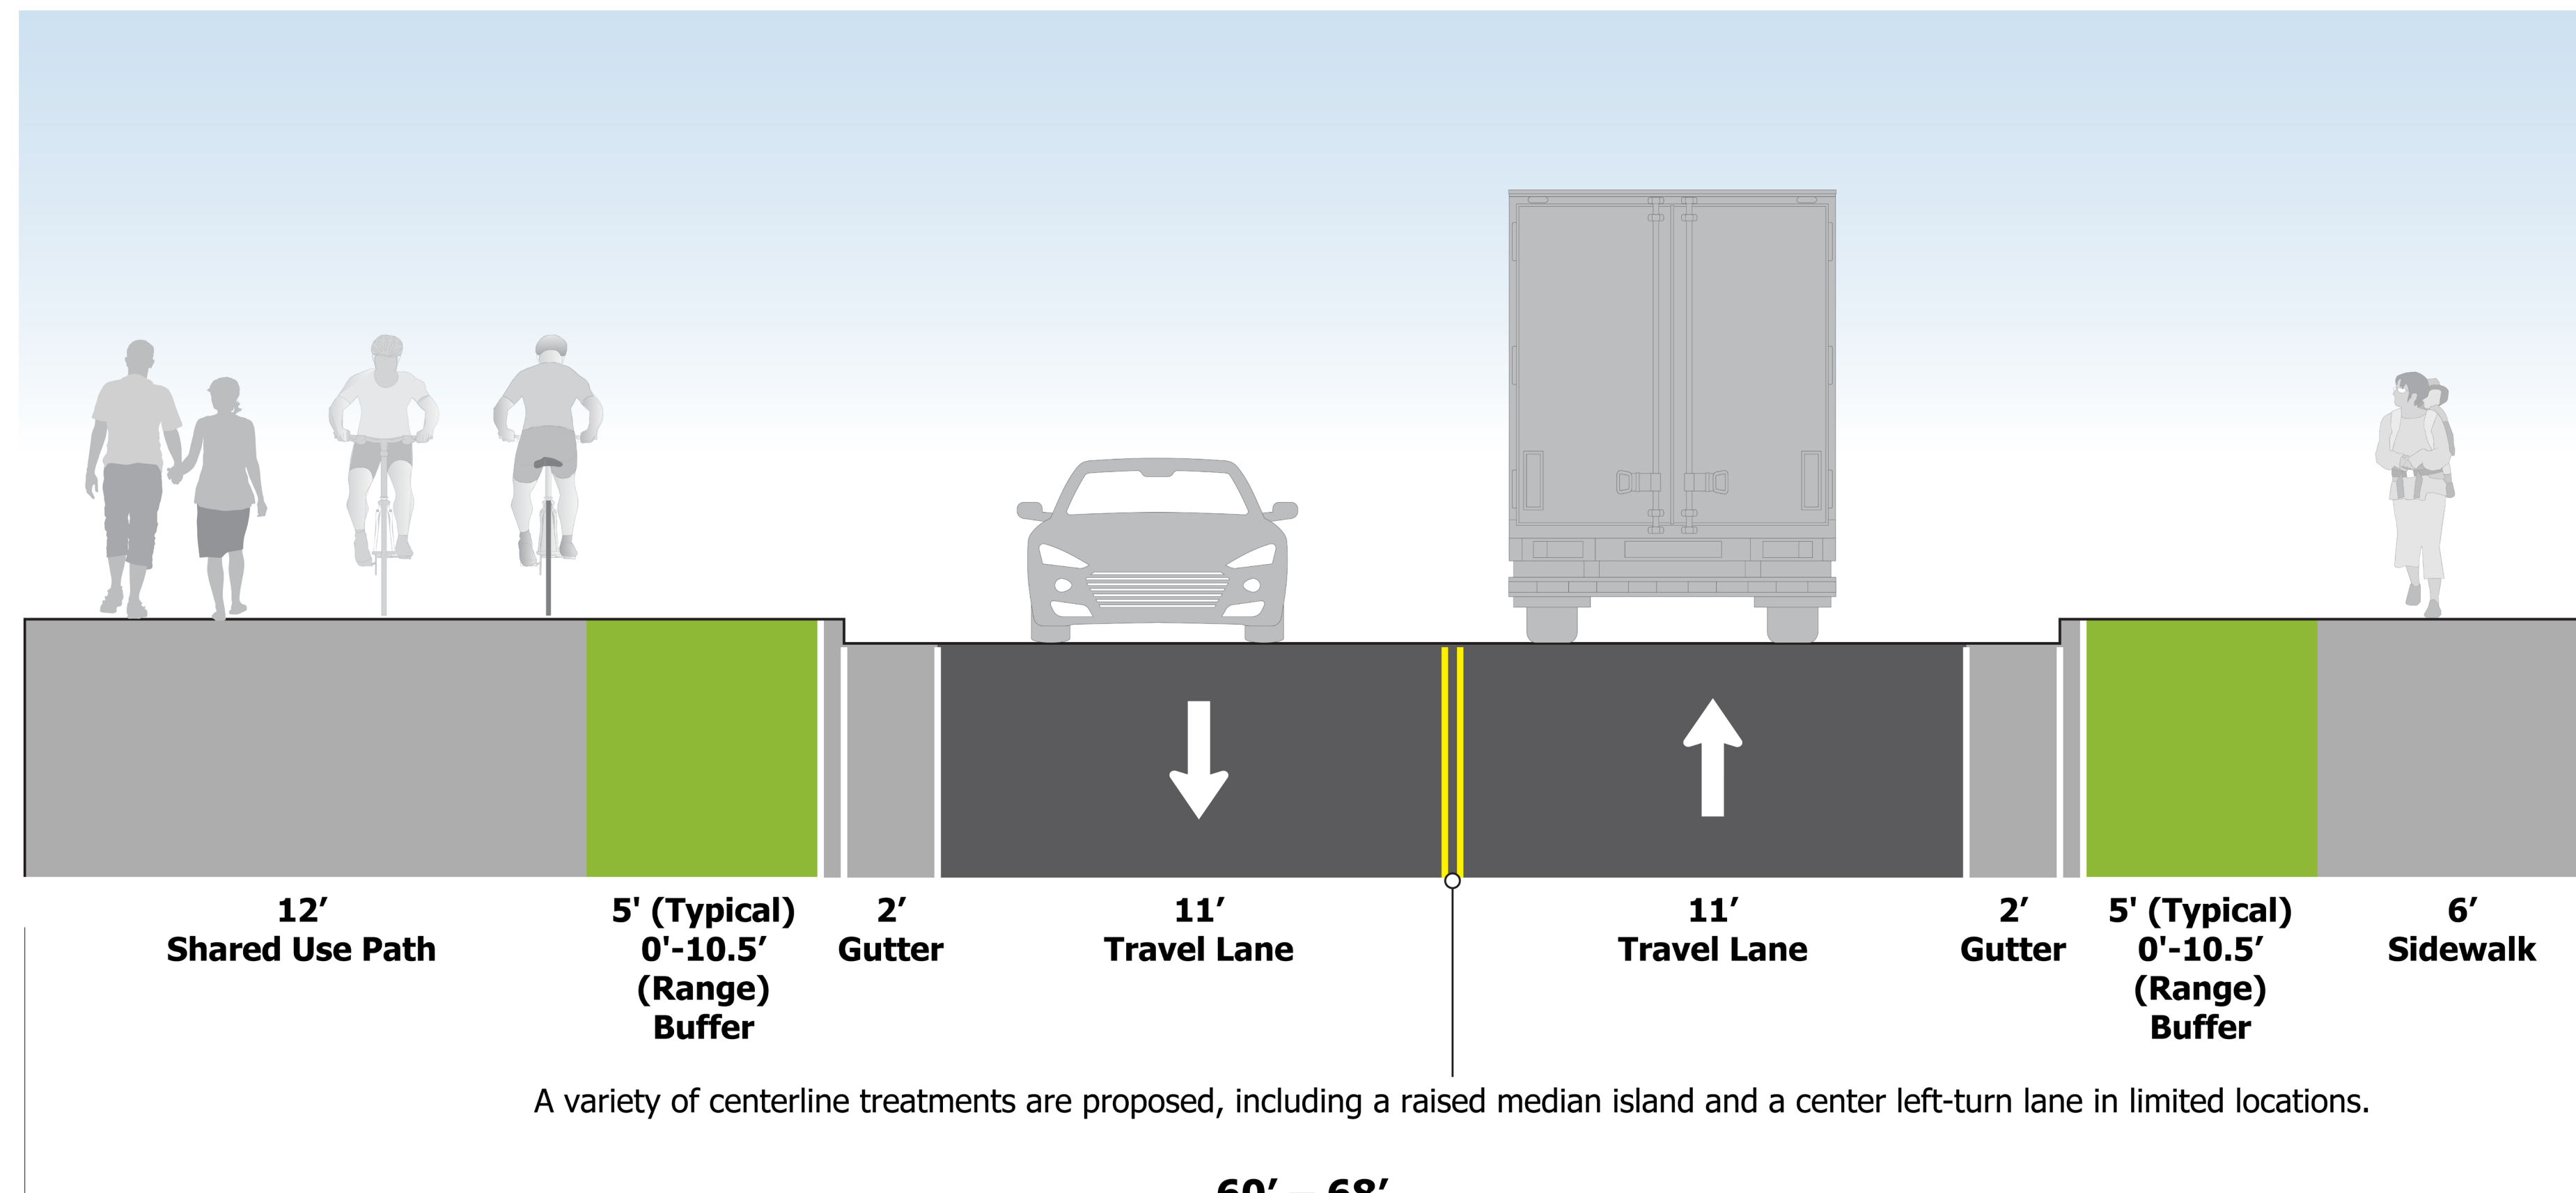 12′
Shared Use Path
5' (Typical)
0'-10.5′
(Range)
Buffer
2′
Gutter
11′
Travel Lane
11′
Travel Lane
2′
Gutter
5' (Typical)
0'-10.5′
(Range)
Buffer
6′
Sidewalk
A variety of centerline treatments are proposed, including a raised median island and a center left-turn lane in limited locations.
60′ – 68′